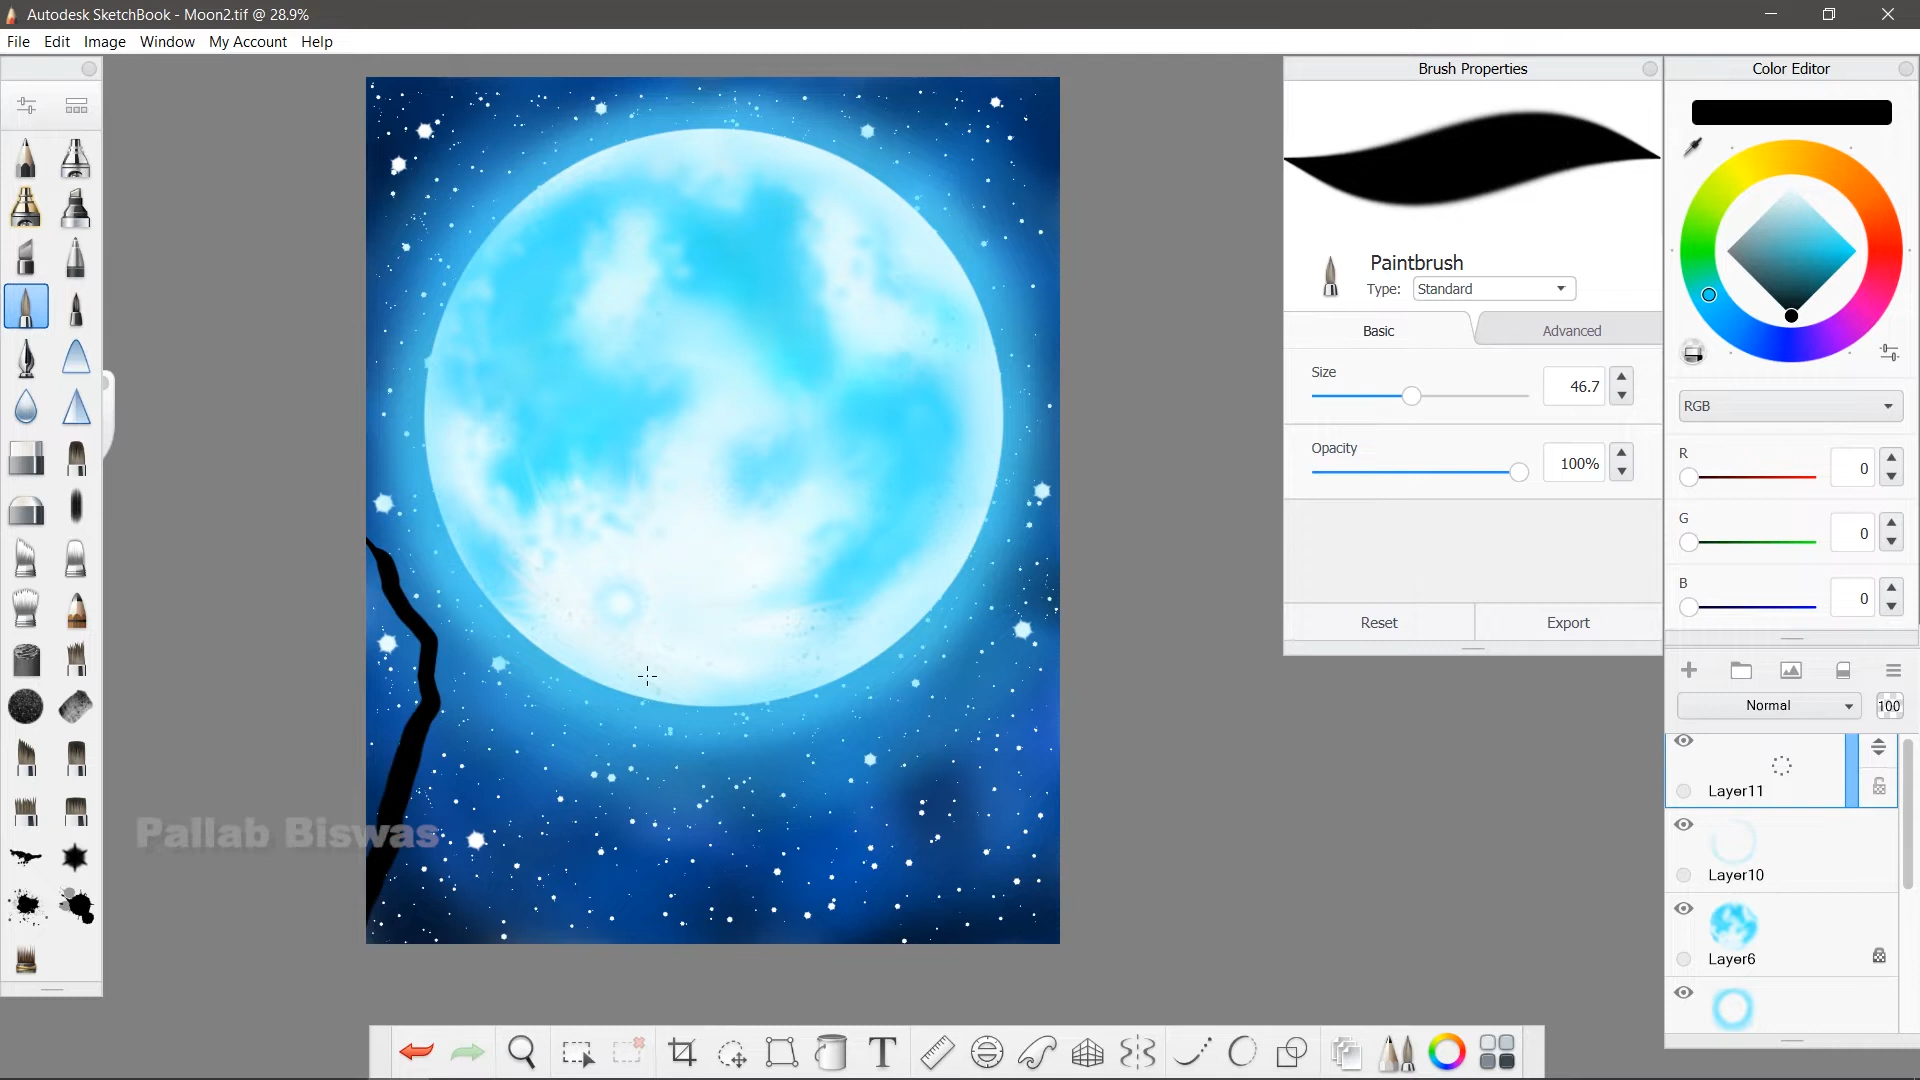 Autodesk SketchBook - Moon2.tif @ 28.9%
File Edit Image Window My Account Help
Brush Properties
Color Editor
Paintbrush
Type: Standard
Basic Advanced
Size
46.7
Opacity
100%
Reset Export
RGB
R
0
G
0
B
0
Normal 100
Layer11
Layer10
Layer6
Pallab Biswas
T